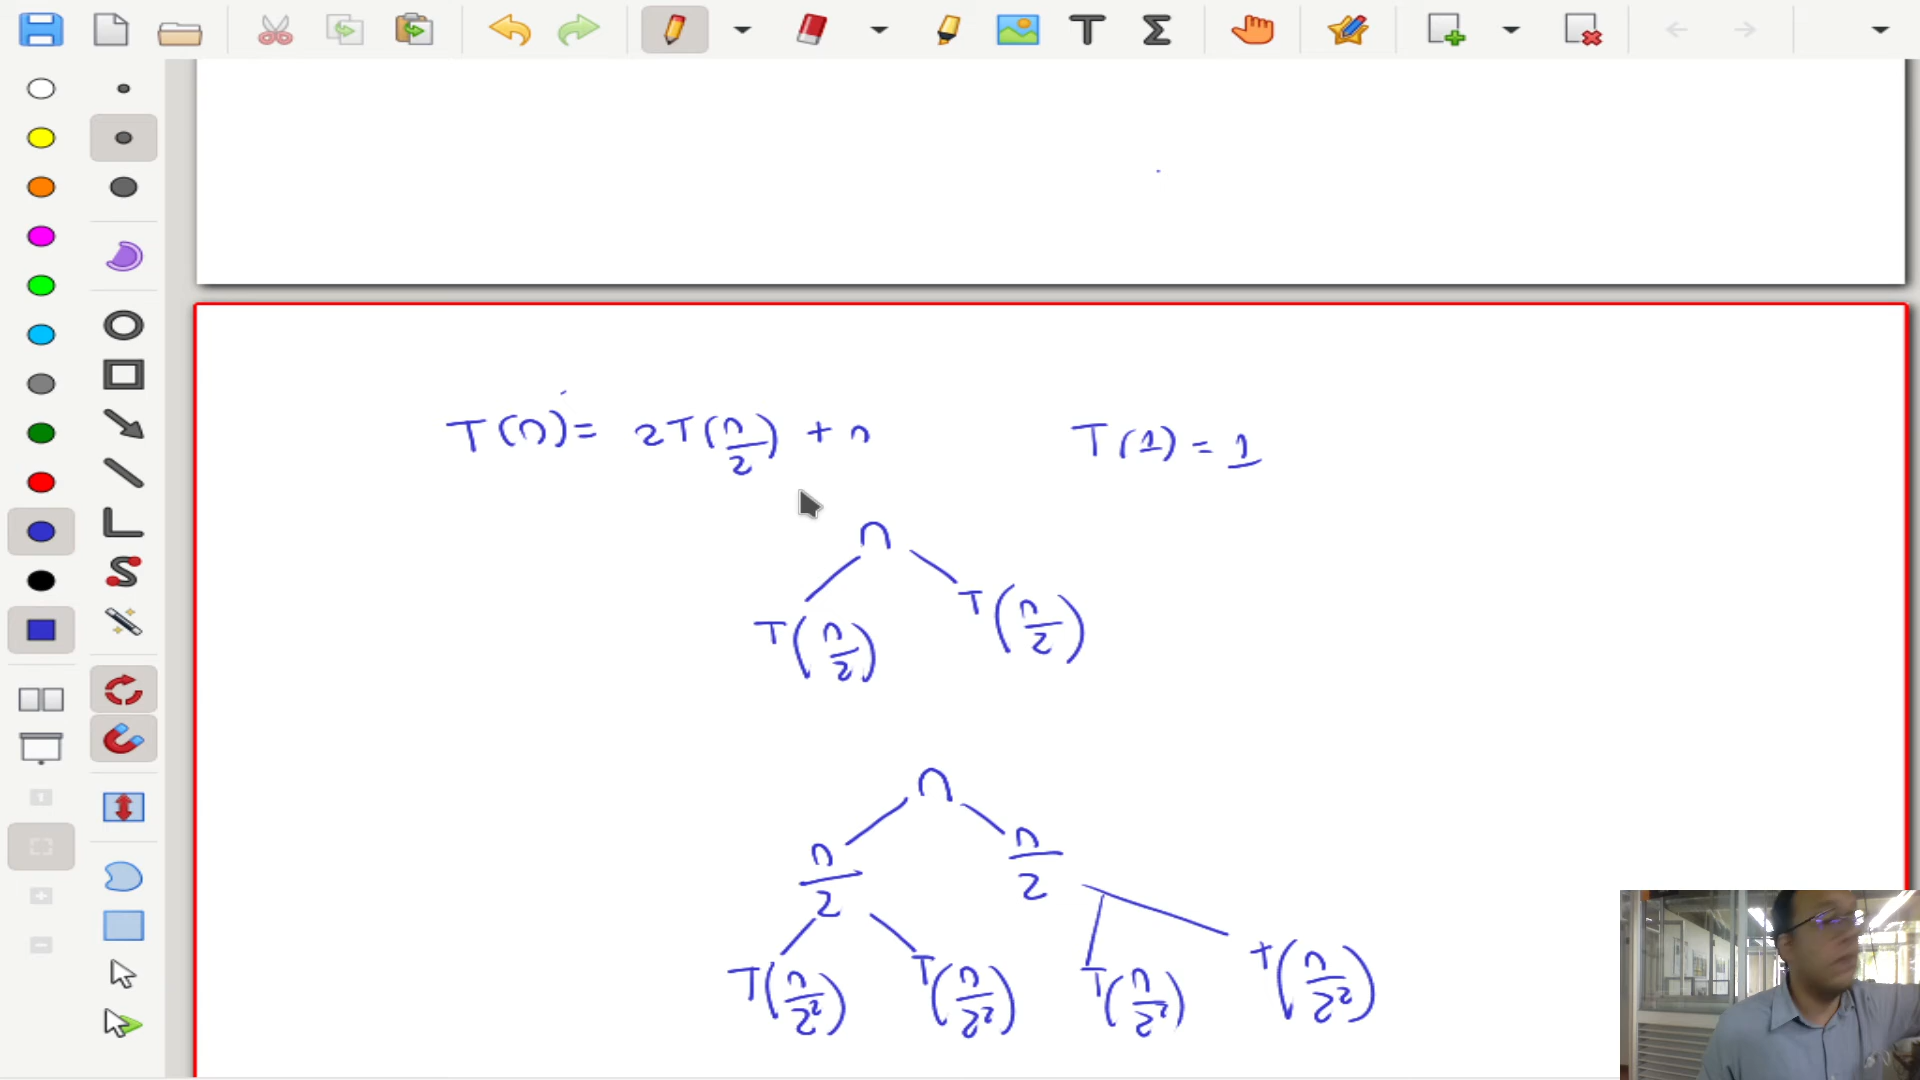 T(n) = 2T(n/2) + n    T(1) = 1
n
T(n/2)    T(n/2)
n
n/2    n/2
T(n/2²)    T(n/2²)    T(n/2²)    T(n/2²)